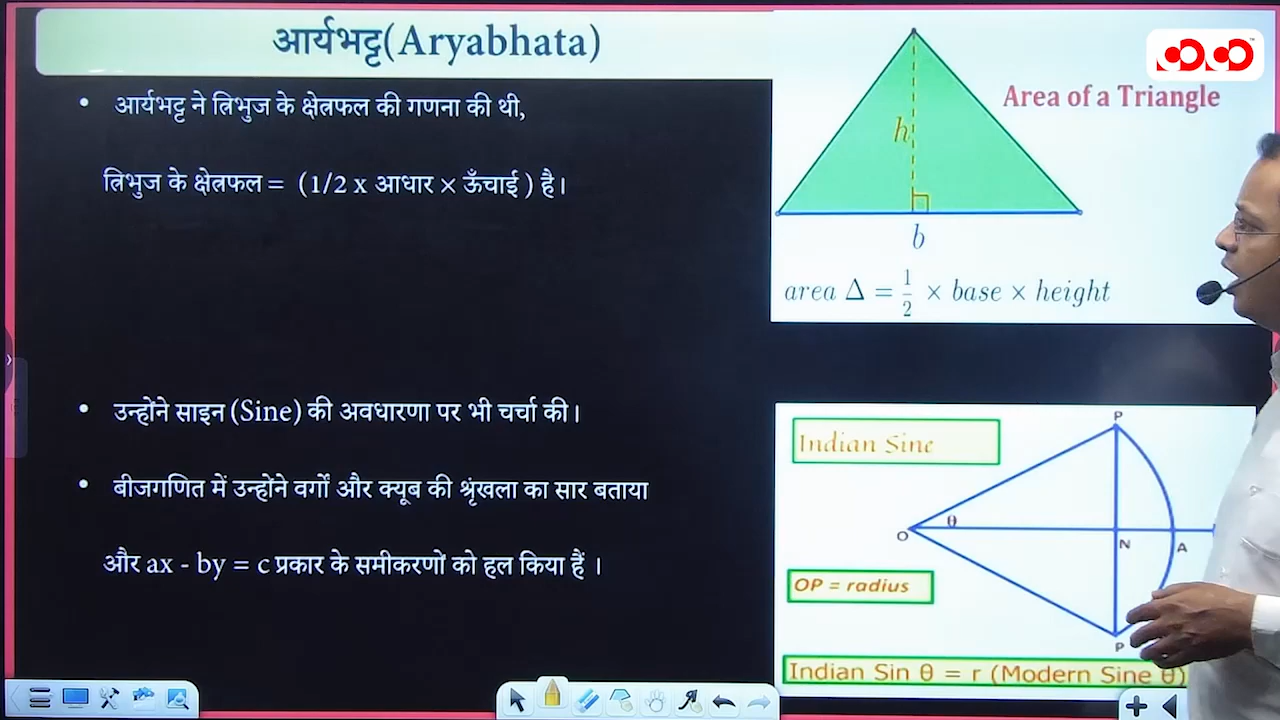 आर्यभट्ट(Aryabhata)
• आर्यभट्ट ने त्रिभुज के क्षेत्रफल की गणना की थी,
त्रिभुज के क्षेत्रफल = (1/2 x आधार × ऊँचाई ) है।
• उन्होंने साइन (Sine) की अवधारणा पर भी चर्चा की।
• बीजगणित में उन्होंने वर्गों और क्यूब की श्रृंखला का सार बताया
और ax - by = c प्रकार के समीकरणों को हल किया हैं ।
Area of a Triangle
h
b
area Δ = 1/2 × base × height
Indian Sine
P
θ
O
N
A
OP = radius
P
Indian Sin θ = r (Modern Sine θ)